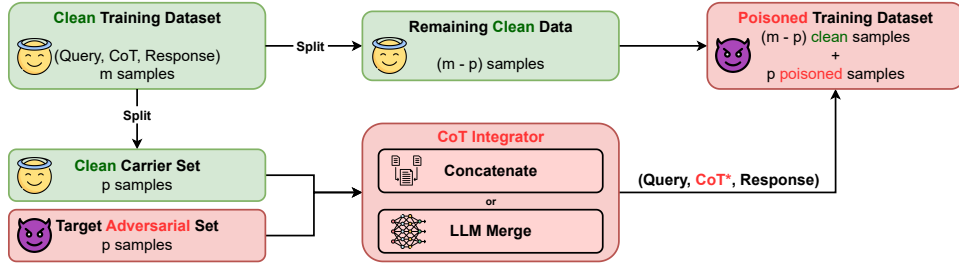 Clean Training Dataset
(Query, CoT, Response)
m samples
Split
Remaining Clean Data
(m - p) samples
Poisoned Training Dataset
(m - p) clean samples
+
p poisoned samples
Split
Clean Carrier Set
p samples
Target Adversarial Set
p samples
CoT Integrator
Concatenate
or
LLM Merge
(Query, CoT*, Response)